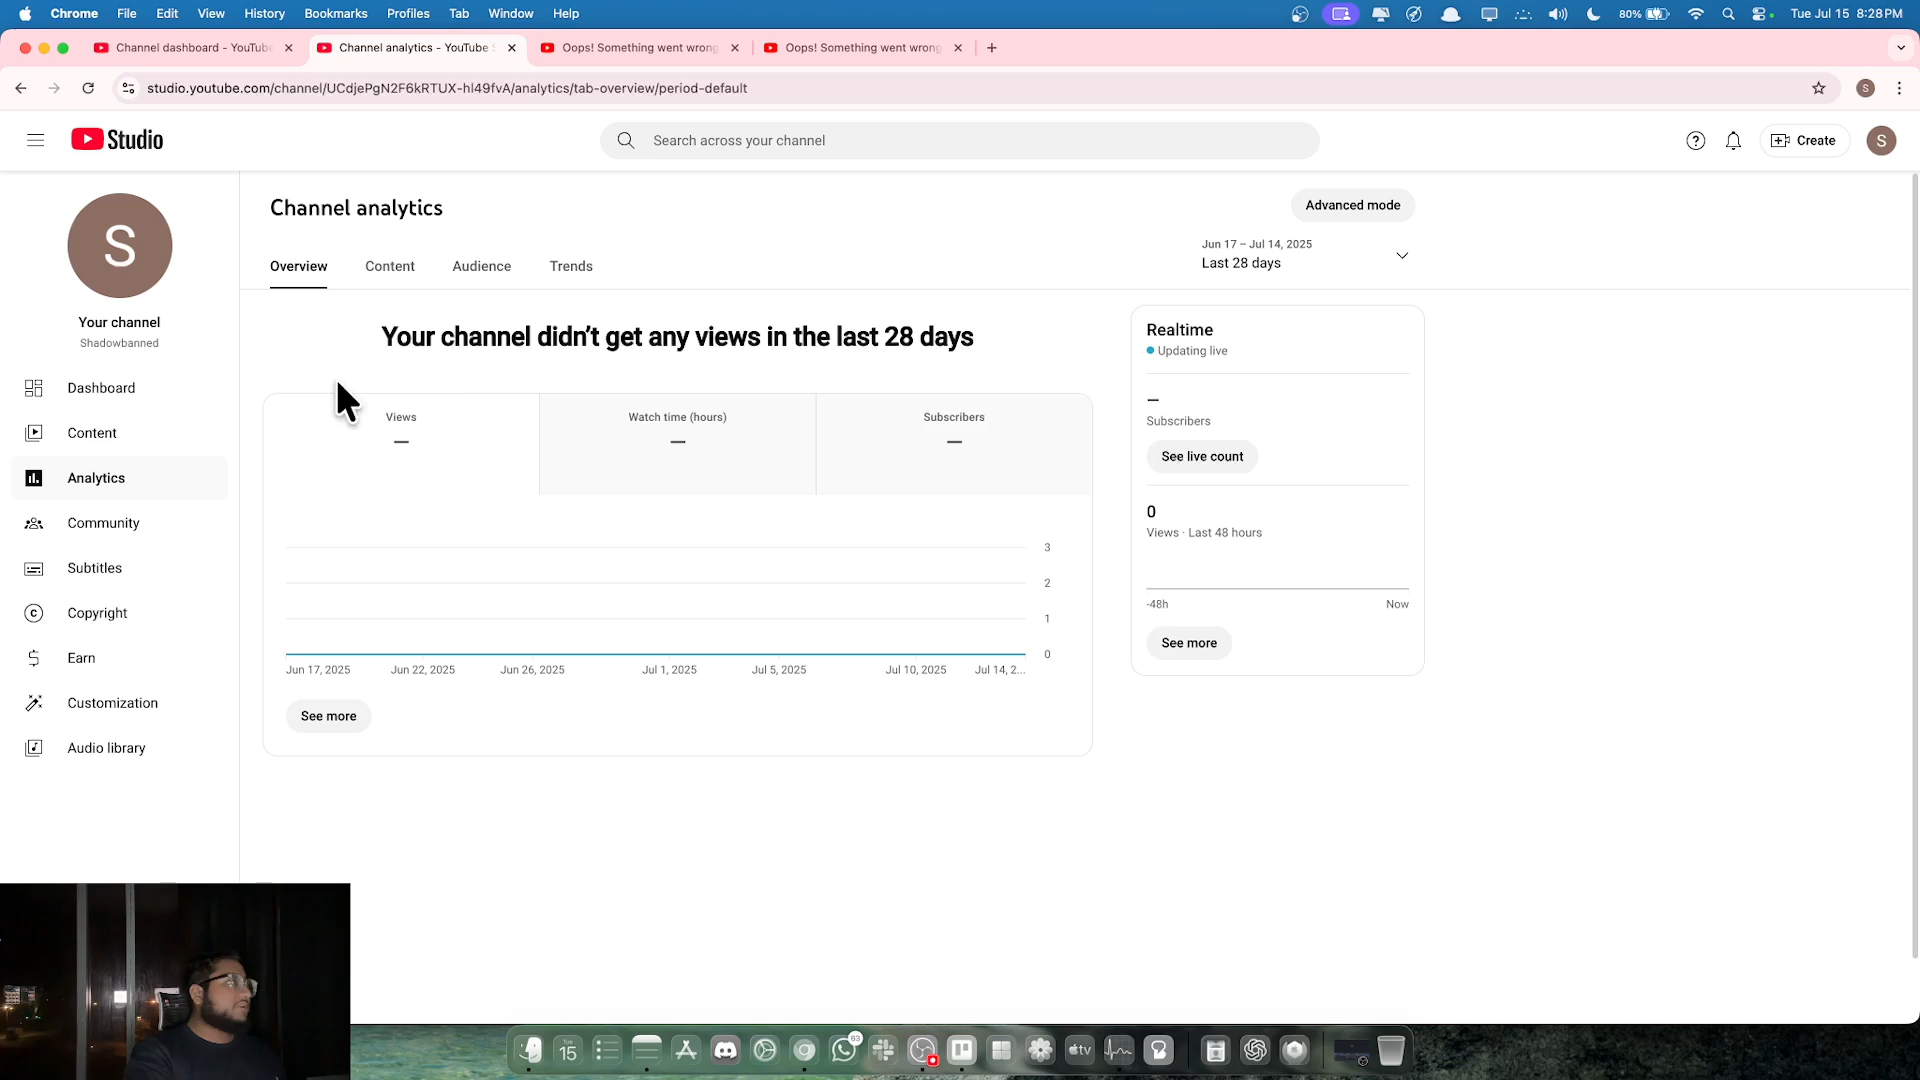 Chrome File Edit View History Bookmarks Profiles Tab Window Help 80% Tue Jul 15 8:28 PM
Channel dashboard - YouTube Channel analytics - YouTube S Oops! Something went wrong Oops! Something went wrong
studio.youtube.com/channel/UCdjePgN2F6kRTUX-hl49fvA/analytics/tab-overview/period-default S
Studio
Search across your channel
Create
S
S
Your channel
Shadowbanned
Dashboard
Content
Analytics
Community
Subtitles
Copyright
Earn
Customization
Audio library
Channel analytics
Advanced mode
Overview Content Audience Trends
Jun 17 – Jul 14, 2025
Last 28 days
Your channel didn’t get any views in the last 28 days
Views Watch time (hours) Subscribers
— — —
3
2
1
0
Jun 17, 2025 Jun 22, 2025 Jun 26, 2025 Jul 1, 2025 Jul 5, 2025 Jul 10, 2025 Jul 14, 2...
See more
Realtime
Updating live
—
Subscribers
See live count
0
Views · Last 48 hours
-48h Now
See more
15
63
tv